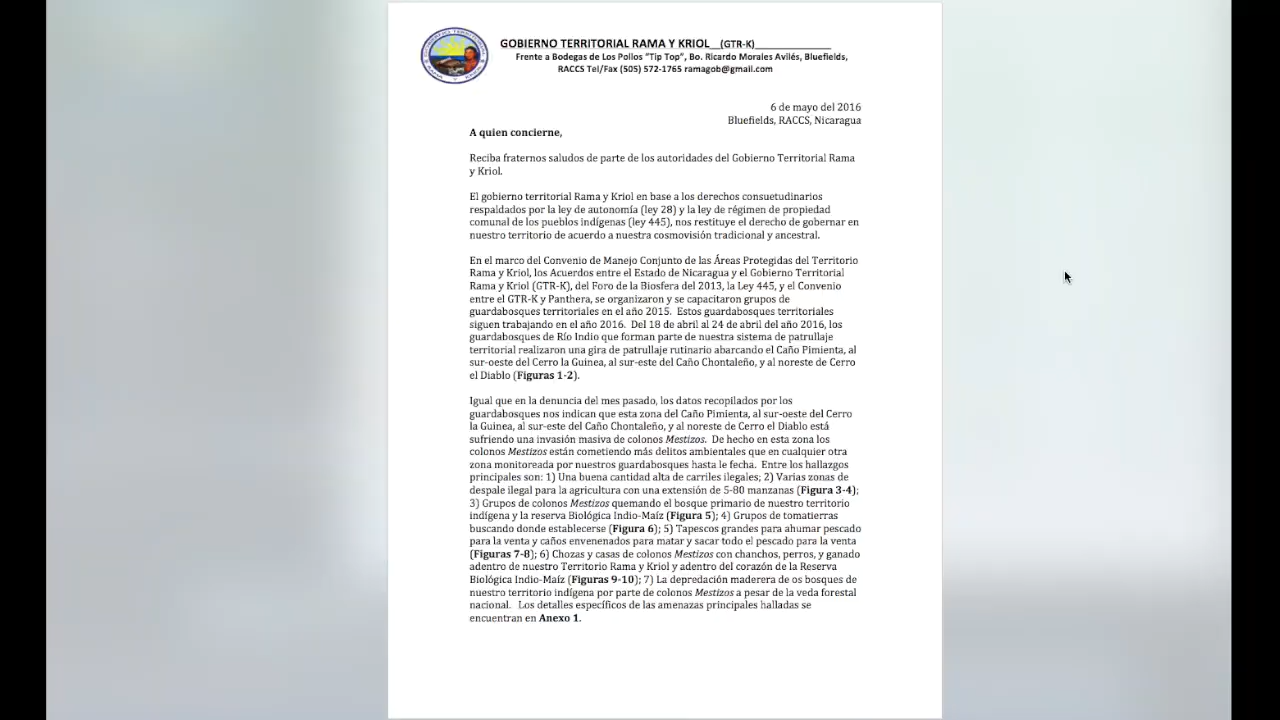 GOBIERNO TERRITORIAL RAMA Y KRIOL__(GTR-K)______________
Frente a Bodegas de Los Pollos "Tip Top", Bo. Ricardo Morales Avilés, Bluefields,
RACCS Tel/Fax (505) 572-1765 ramagob@gmail.com
6 de mayo del 2016
Bluefields, RACCS, Nicaragua
A quien concierne,
Reciba fraternos saludos de parte de los autoridades del Gobierno Territorial Rama
y Kriol.
El gobierno territorial Rama y Kriol en base a los derechos consuetudinarios
respaldados por la ley de autonomía (ley 28) y la ley de régimen de propiedad
comunal de los pueblos indígenas (ley 445), nos restituye el derecho de gobernar en
nuestro territorio de acuerdo a nuestra cosmovisión tradicional y ancestral.
En el marco del Convenio de Manejo Conjunto de las Áreas Protegidas del Territorio
Rama y Kriol, los Acuerdos entre el Estado de Nicaragua y el Gobierno Territorial
Rama y Kriol (GTR-K), del Foro de la Biosfera del 2013, la Ley 445, y el Convenio
entre el GTR-K y Panthera, se organizaron y se capacitaron grupos de
guardabosques territoriales en el año 2015. Estos guardabosques territoriales
siguen trabajando en el año 2016. Del 18 de abril al 24 de abril del año 2016, los
guardabosques de Río Indio que forman parte de nuestra sistema de patrullaje
territorial realizaron una gira de patrullaje rutinario abarcando el Caño Pimienta, al
sur-oeste del Cerro la Guinea, al sur-este del Caño Chontaleño, y al noreste de Cerro
el Diablo (Figuras 1-2).
Igual que en la denuncia del mes pasado, los datos recopilados por los
guardabosques nos indican que esta zona del Caño Pimienta, al sur-oeste del Cerro
la Guinea, al sur-este del Caño Chontaleño, y al noreste de Cerro el Diablo está
sufriendo una invasión masiva de colonos Mestizos. De hecho en esta zona los
colonos Mestizos están cometiendo más delitos ambientales que en cualquier otra
zona monitoreada por nuestros guardabosques hasta le fecha. Entre los hallazgos
principales son: 1) Una buena cantidad alta de carriles ilegales; 2) Varias zonas de
despale ilegal para la agricultura con una extensión de 5-80 manzanas (Figura 3-4);
3) Grupos de colonos Mestizos quemando el bosque primario de nuestro territorio
indígena y la reserva Biológica Indio-Maíz (Figura 5); 4) Grupos de tomatierras
buscando donde establecerse (Figura 6); 5) Tapescos grandes para ahumar pescado
para la venta y caños envenenados para matar y sacar todo el pescado para la venta
(Figuras 7-8); 6) Chozas y casas de colonos Mestizos con chanchos, perros, y ganado
adentro de nuestro Territorio Rama y Kriol y adentro del corazón de la Reserva
Biológica Indio-Maíz (Figuras 9-10); 7) La depredación maderera de os bosques de
nuestro territorio indígena por parte de colonos Mestizos a pesar de la veda forestal
nacional. Los detalles específicos de las amenazas principales halladas se
encuentran en Anexo 1.